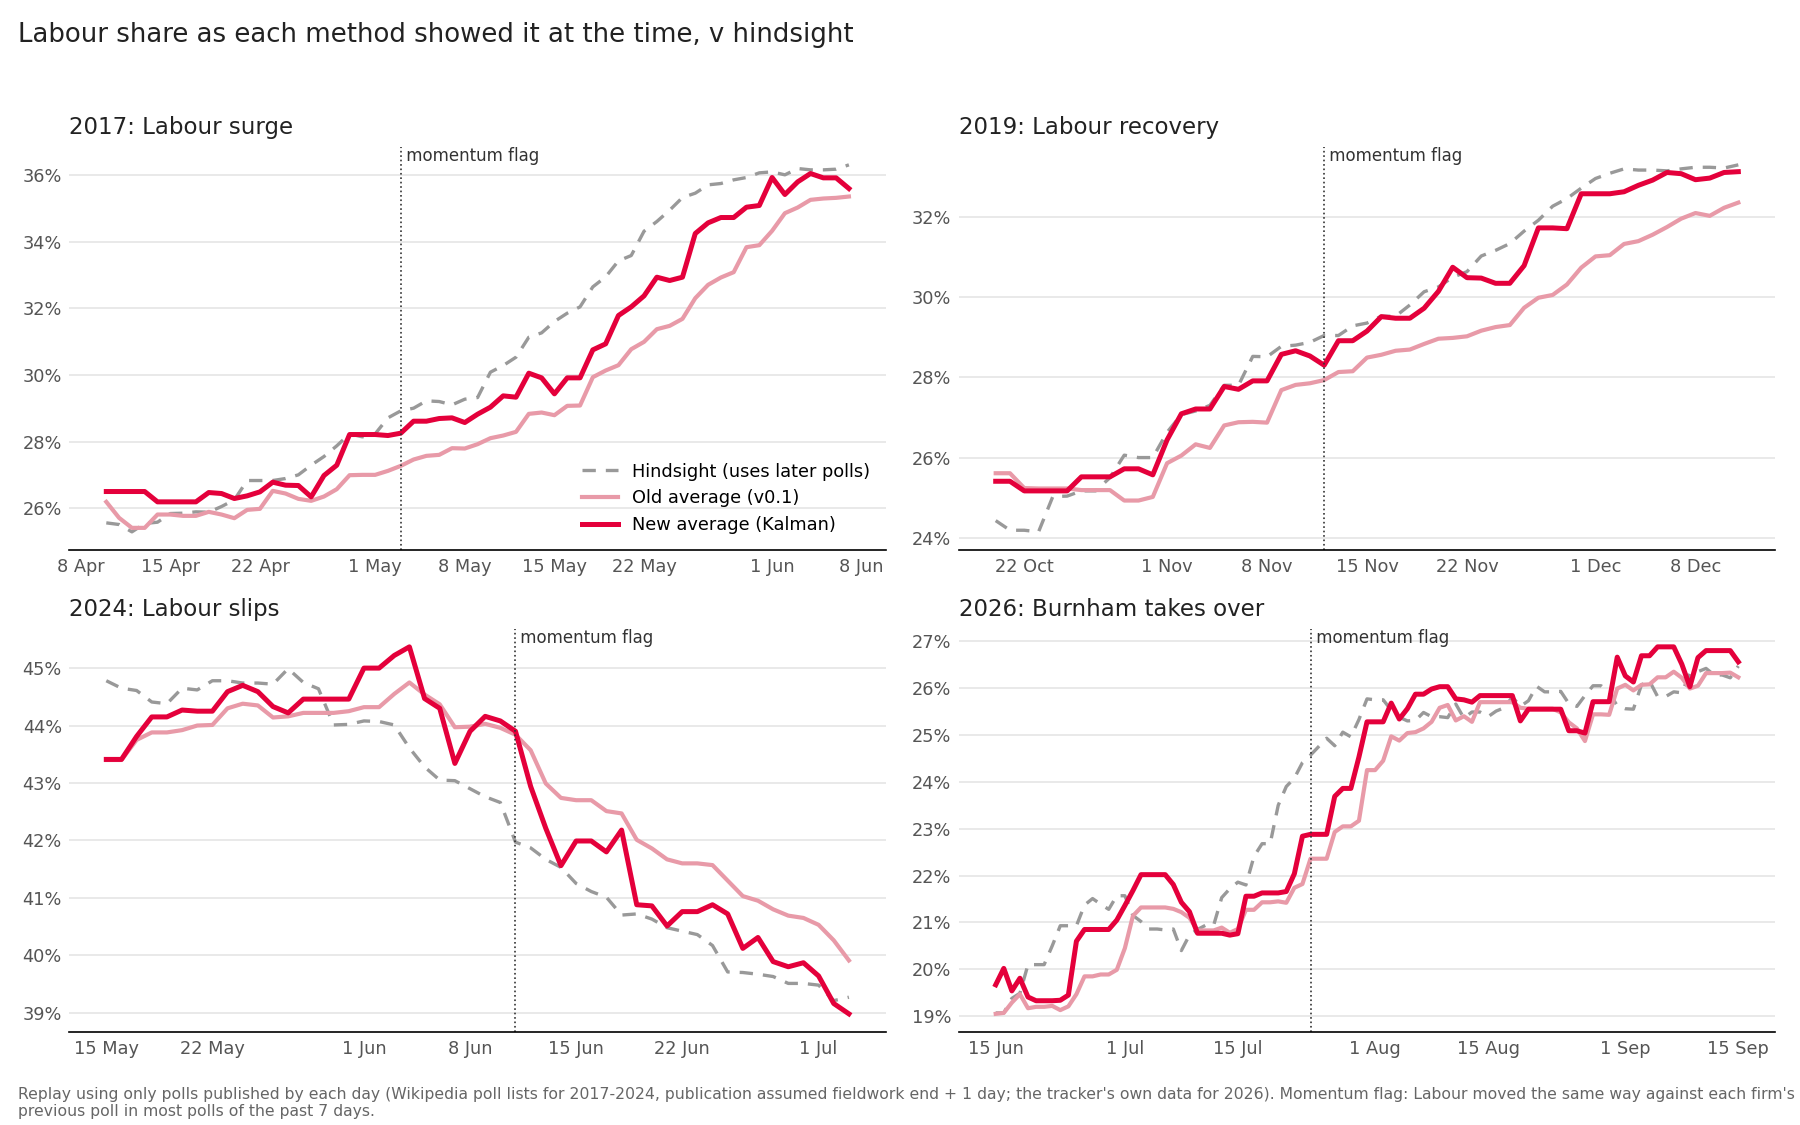 Labour share as each method showed it at the time, v hindsight
2017: Labour surge
momentum flag
36%
34%
32%
30%
28%
26%
Hindsight (uses later polls)
Old average (v0.1)
New average (Kalman)
8 Apr 15 Apr 22 Apr 1 May 8 May 15 May 22 May 1 Jun 8 Jun
2019: Labour recovery
momentum flag
32%
30%
28%
26%
24%
22 Oct 1 Nov 8 Nov 15 Nov 22 Nov 1 Dec 8 Dec
2024: Labour slips
momentum flag
45%
44%
43%
42%
41%
40%
39%
15 May 22 May 1 Jun 8 Jun 15 Jun 22 Jun 1 Jul
2026: Burnham takes over
momentum flag
27%
26%
25%
24%
23%
22%
21%
20%
19%
15 Jun 1 Jul 15 Jul 1 Aug 15 Aug 1 Sep 15 Sep
Replay using only polls published by each day (Wikipedia poll lists for 2017-2024, publication assumed fieldwork end + 1 day; the tracker's own data for 2026). Momentum flag: Labour moved the same way against each firm's
previous poll in most polls of the past 7 days.